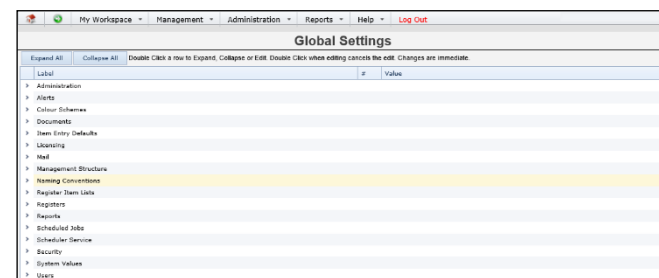 My Workspace Management Administration Reports Help Log Out
Global Settings
Expand All Collapse All Double Click a row to Expand, Collapse or Edit. Double Click when editing cancels the edit. Changes are immediate.
Label # Value
Administration
Alerts
Colour Schemes
Documents
Item Entry Defaults
Licensing
Mail
Management Structure
Naming Conventions
Register Item Lists
Registers
Reports
Scheduled Jobs
Scheduler Service
Security
System Values
Users